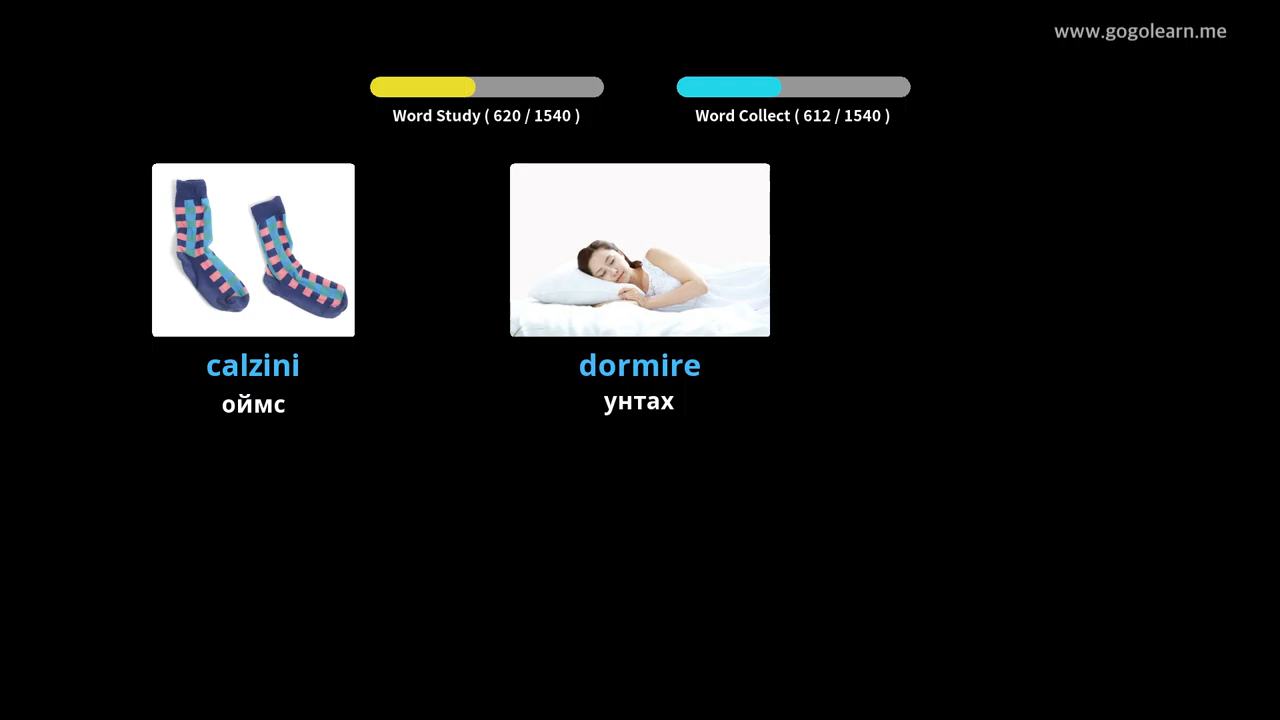 www.gogolearn.me
Word Study ( 620 / 1540 )
Word Collect ( 612 / 1540 )
calzini
dormire
оймс
унтах